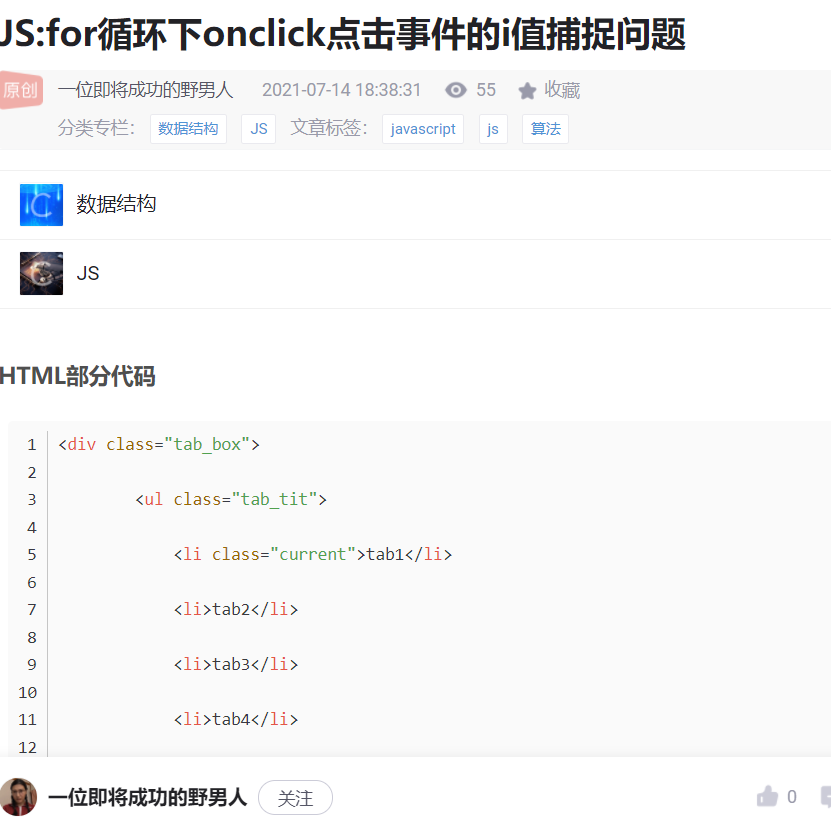 JS:for循环下onclick点击事件的i值捕捉问题
原创 一位即将成功的野男人 2021-07-14 18:38:31 55 收藏
分类专栏： 数据结构 JS 文章标签： javascript js 算法
数据结构
JS
HTML部分代码
1 <div class="tab_box">
2
3 <ul class="tab_tit">
4
5 <li class="current">tab1</li>
6
7 <li>tab2</li>
8
9 <li>tab3</li>
10
11 <li>tab4</li>
12
一位即将成功的野男人 关注 0